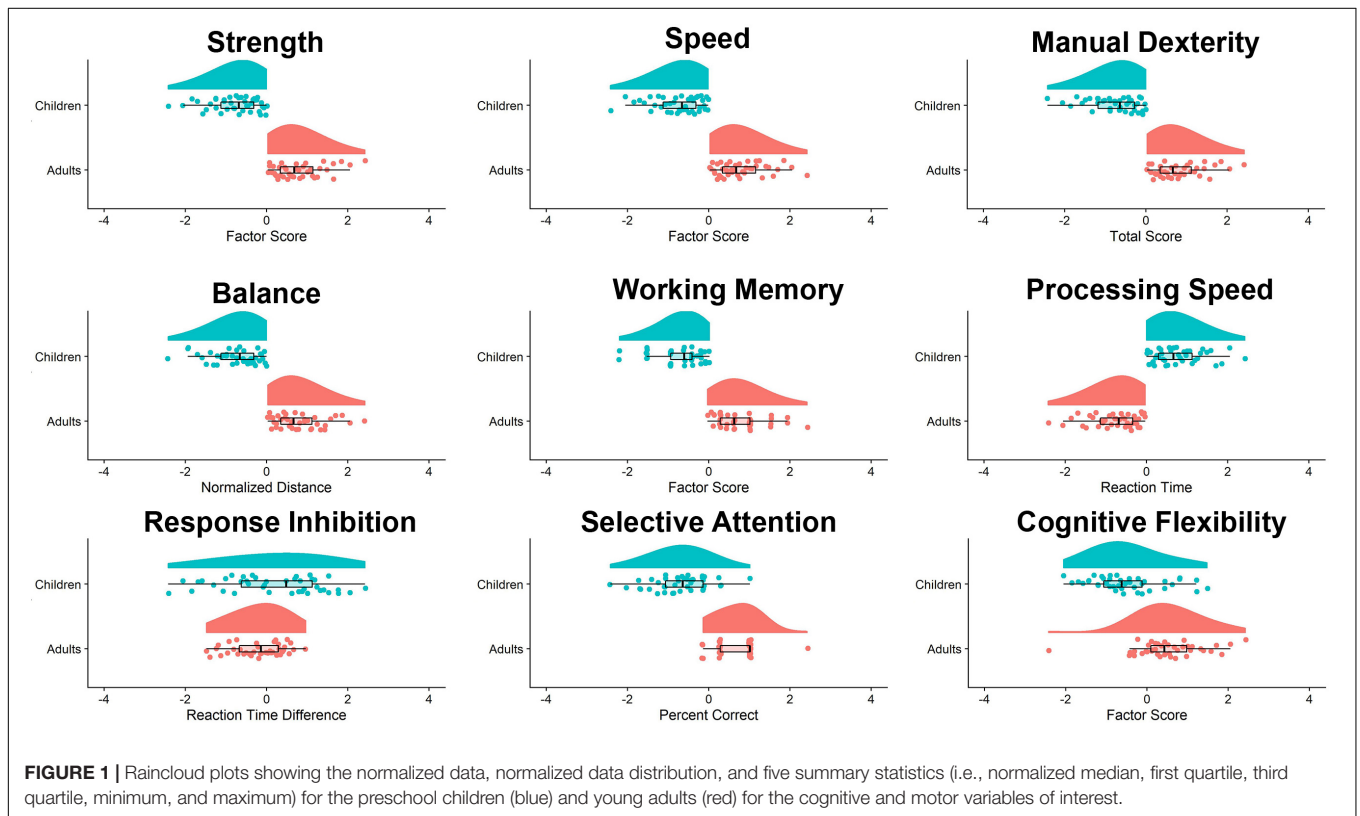 Strength
Children
Adults
-4 -2 0 2 4
Factor Score
Speed
Children
Adults
-4 -2 0 2 4
Factor Score
Manual Dexterity
Children
Adults
-4 -2 0 2 4
Total Score
Balance
Children
Adults
-4 -2 0 2 4
Normalized Distance
Working Memory
Children
Adults
-4 -2 0 2 4
Factor Score
Processing Speed
Children
Adults
-4 -2 0 2 4
Reaction Time
Response Inhibition
Children
Adults
-4 -2 0 2 4
Reaction Time Difference
Selective Attention
Children
Adults
-4 -2 0 2 4
Percent Correct
Cognitive Flexibility
Children
Adults
-4 -2 0 2 4
Factor Score
FIGURE 1 | Raincloud plots showing the normalized data, normalized data distribution, and five summary statistics (i.e., normalized median, first quartile, third
quartile, minimum, and maximum) for the preschool children (blue) and young adults (red) for the cognitive and motor variables of interest.